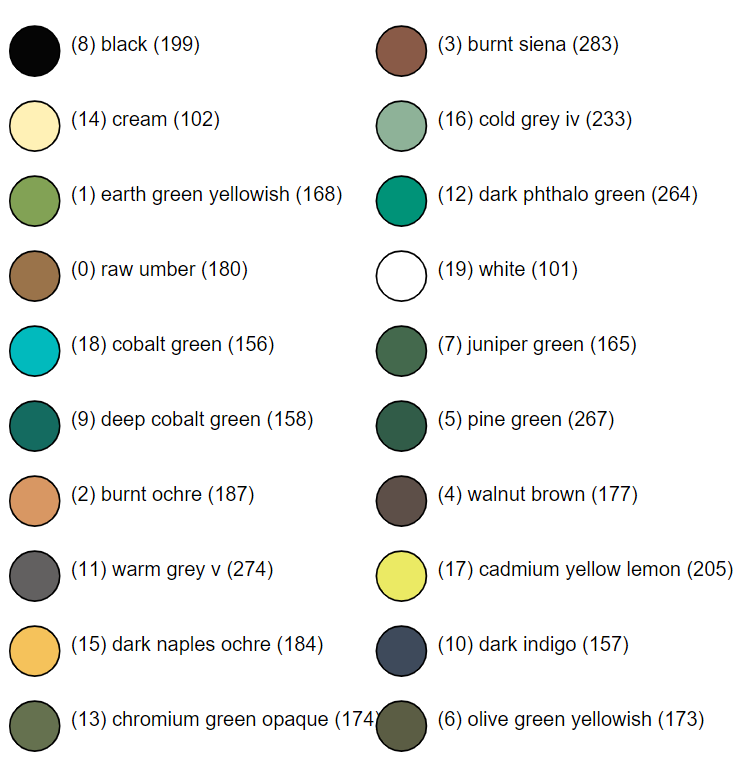 (8) black (199)
(3) burnt siena (283)
(14) cream (102)
(16) cold grey iv (233)
(1) earth green yellowish (168)
(12) dark phthalo green (264)
(0) raw umber (180)
(19) white (101)
(18) cobalt green (156)
(7) juniper green (165)
(9) deep cobalt green (158)
(5) pine green (267)
(2) burnt ochre (187)
(4) walnut brown (177)
(11) warm grey v (274)
(17) cadmium yellow lemon (205)
(15) dark naples ochre (184)
(10) dark indigo (157)
(13) chromium green opaque (174)
(6) olive green yellowish (173)